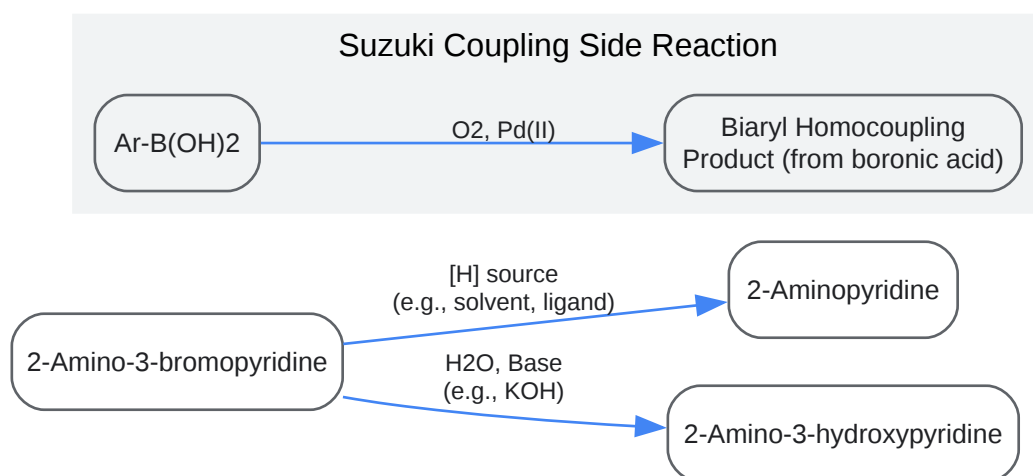 Suzuki Coupling Side Reaction
Ar-B(OH)2
O2, Pd(II)
Biaryl Homocoupling
Product (from boronic acid)
[H] source
(e.g., solvent, ligand)
2-Aminopyridine
2-Amino-3-bromopyridine
H2O, Base
(e.g., KOH)
2-Amino-3-hydroxypyridine